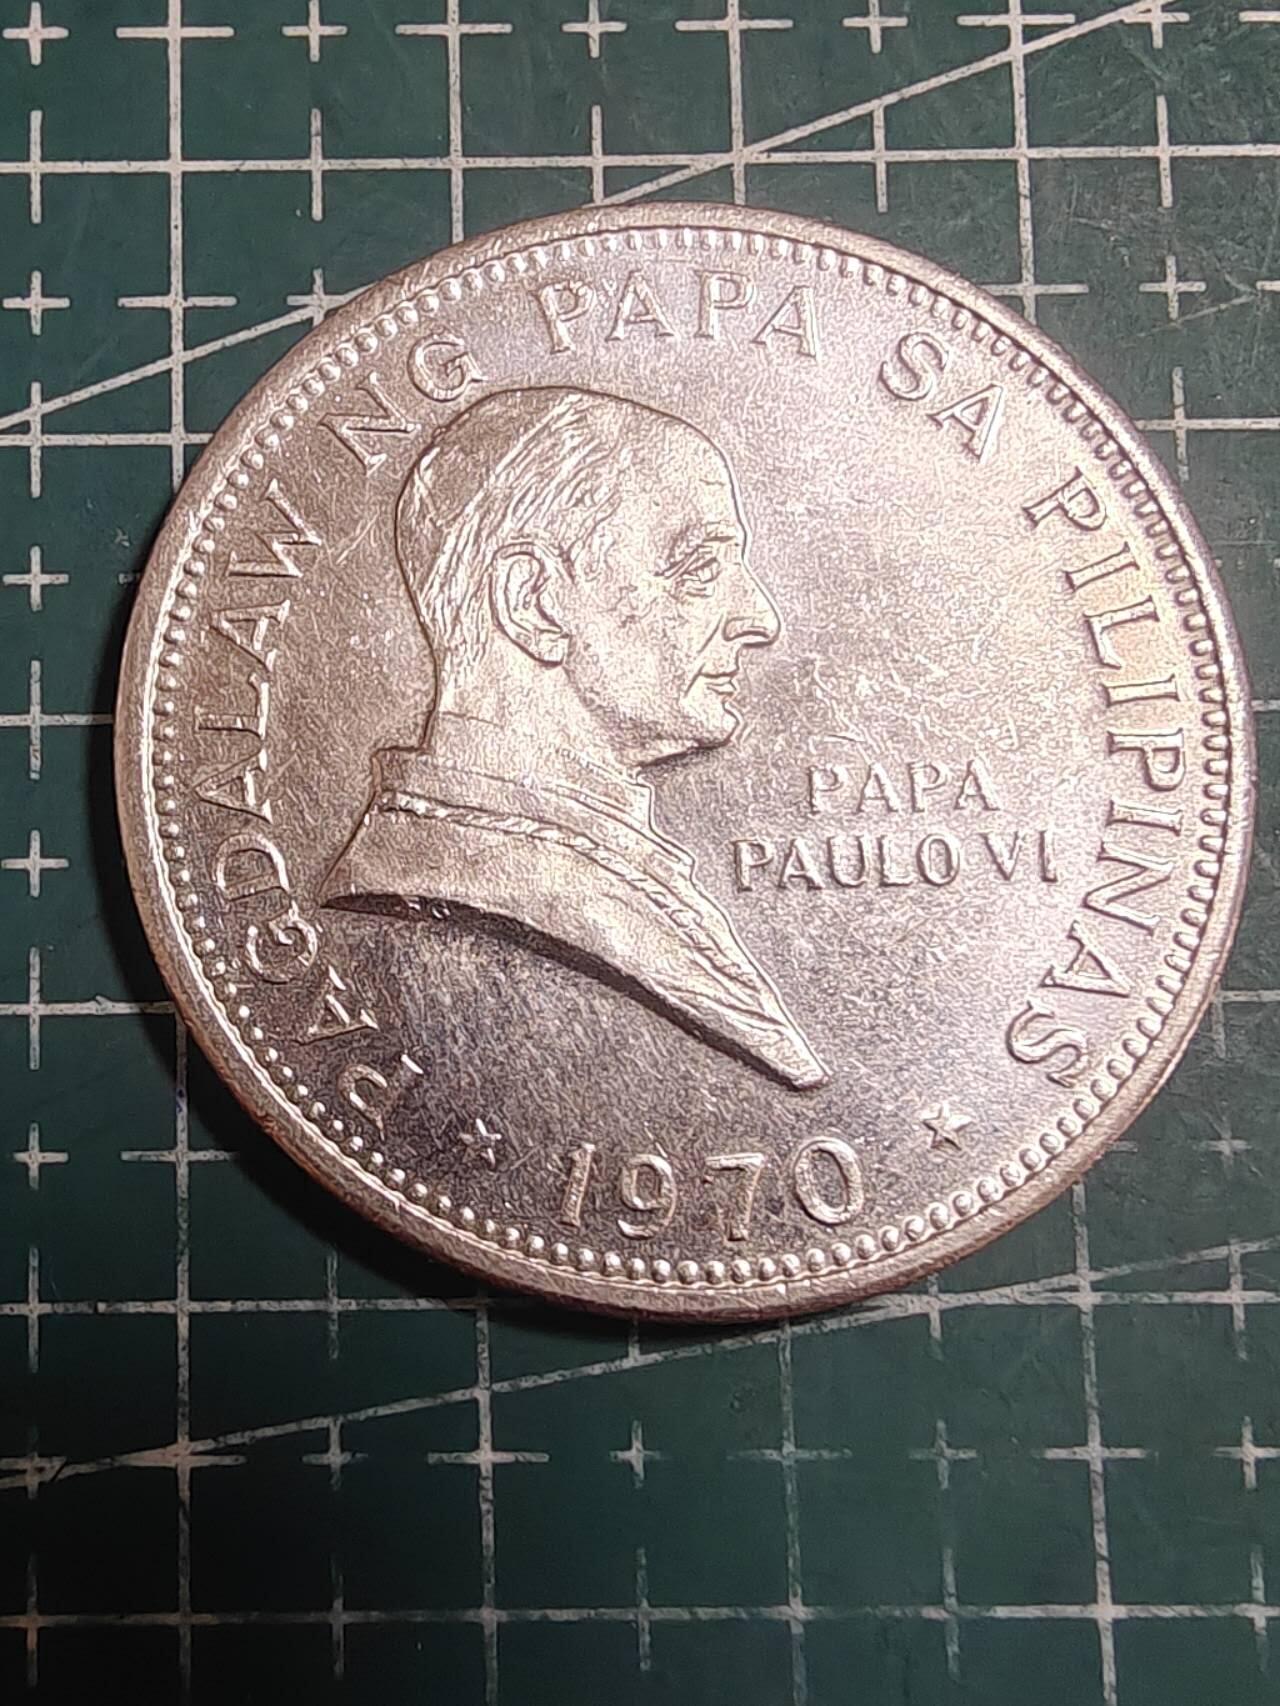 PAGDALAW NG PAPA SA PILIPINAS
PAPA
PAULO VI
1970